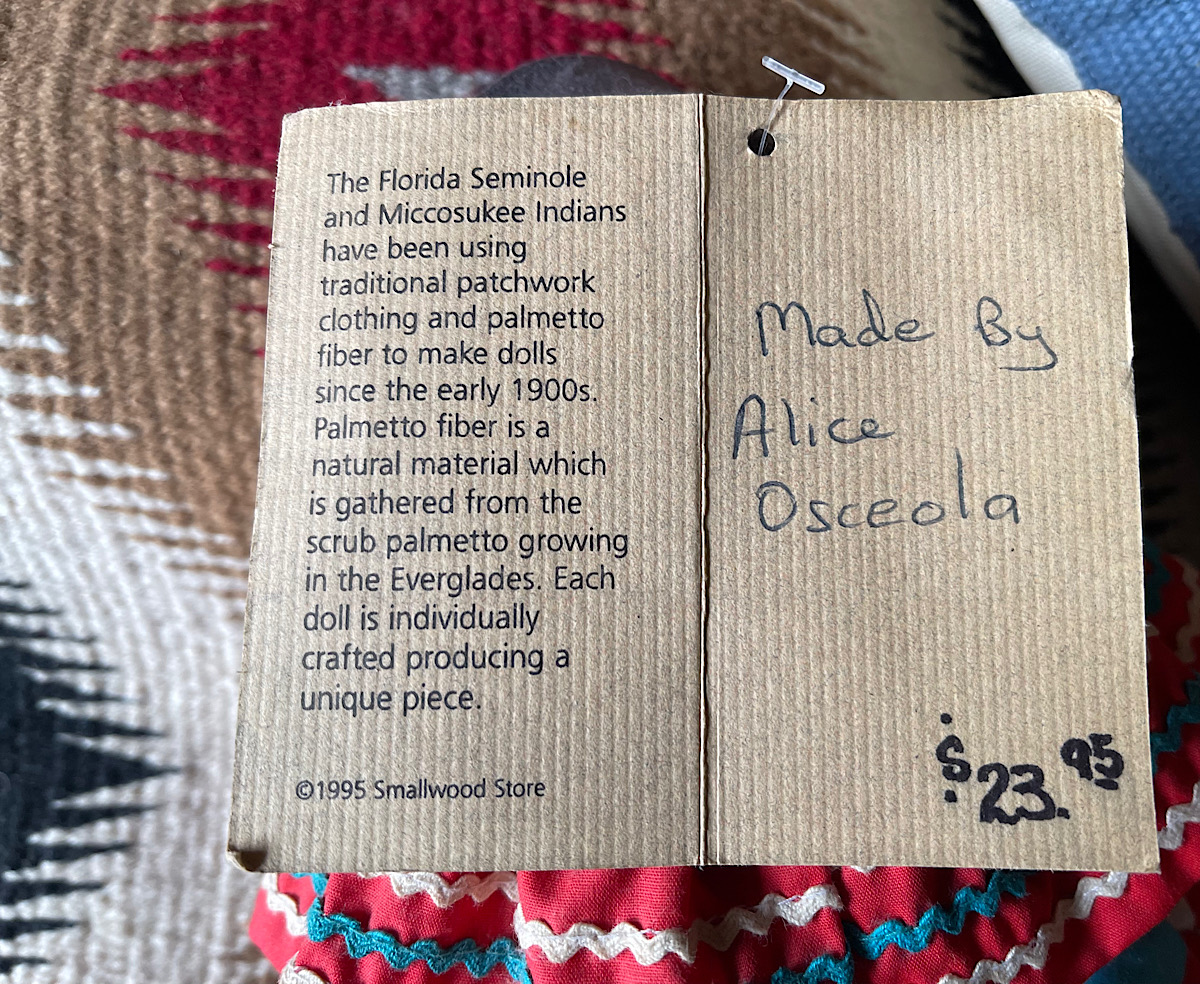 The Florida Seminole
and Miccosukee Indians
have been using
traditional patchwork
clothing and palmetto
fiber to make dolls
since the early 1900s.
Palmetto fiber is a
natural material which
is gathered from the
scrub palmetto growing
in the Everglades. Each
doll is individually
crafted producing a
unique piece.
©1995 Smallwood Store
Made By
Alice
Osceola
$23.95